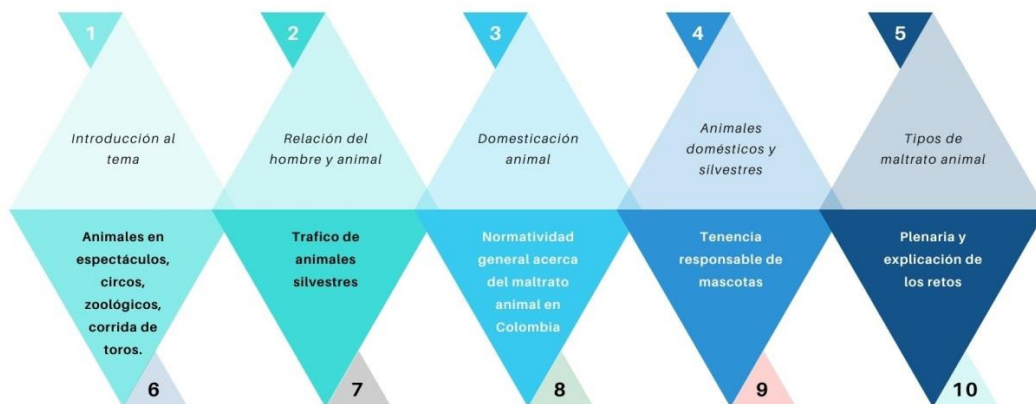 1
Introducción al
tema
2
Relación del
hombre y animal
3
Domesticación
animal
4
Animales
domésticos y
silvestres
5
Tipos de
maltrato animal
Animales en
espectáculos,
circos,
zoológicos,
corrida de
toros.
6
Trafico de
animales
silvestres
7
Normatividad
general acerca
del maltrato
animal en
Colombia
8
Tenencia
responsable de
mascotas
9
Plenaria y
explicación de
los retos
10